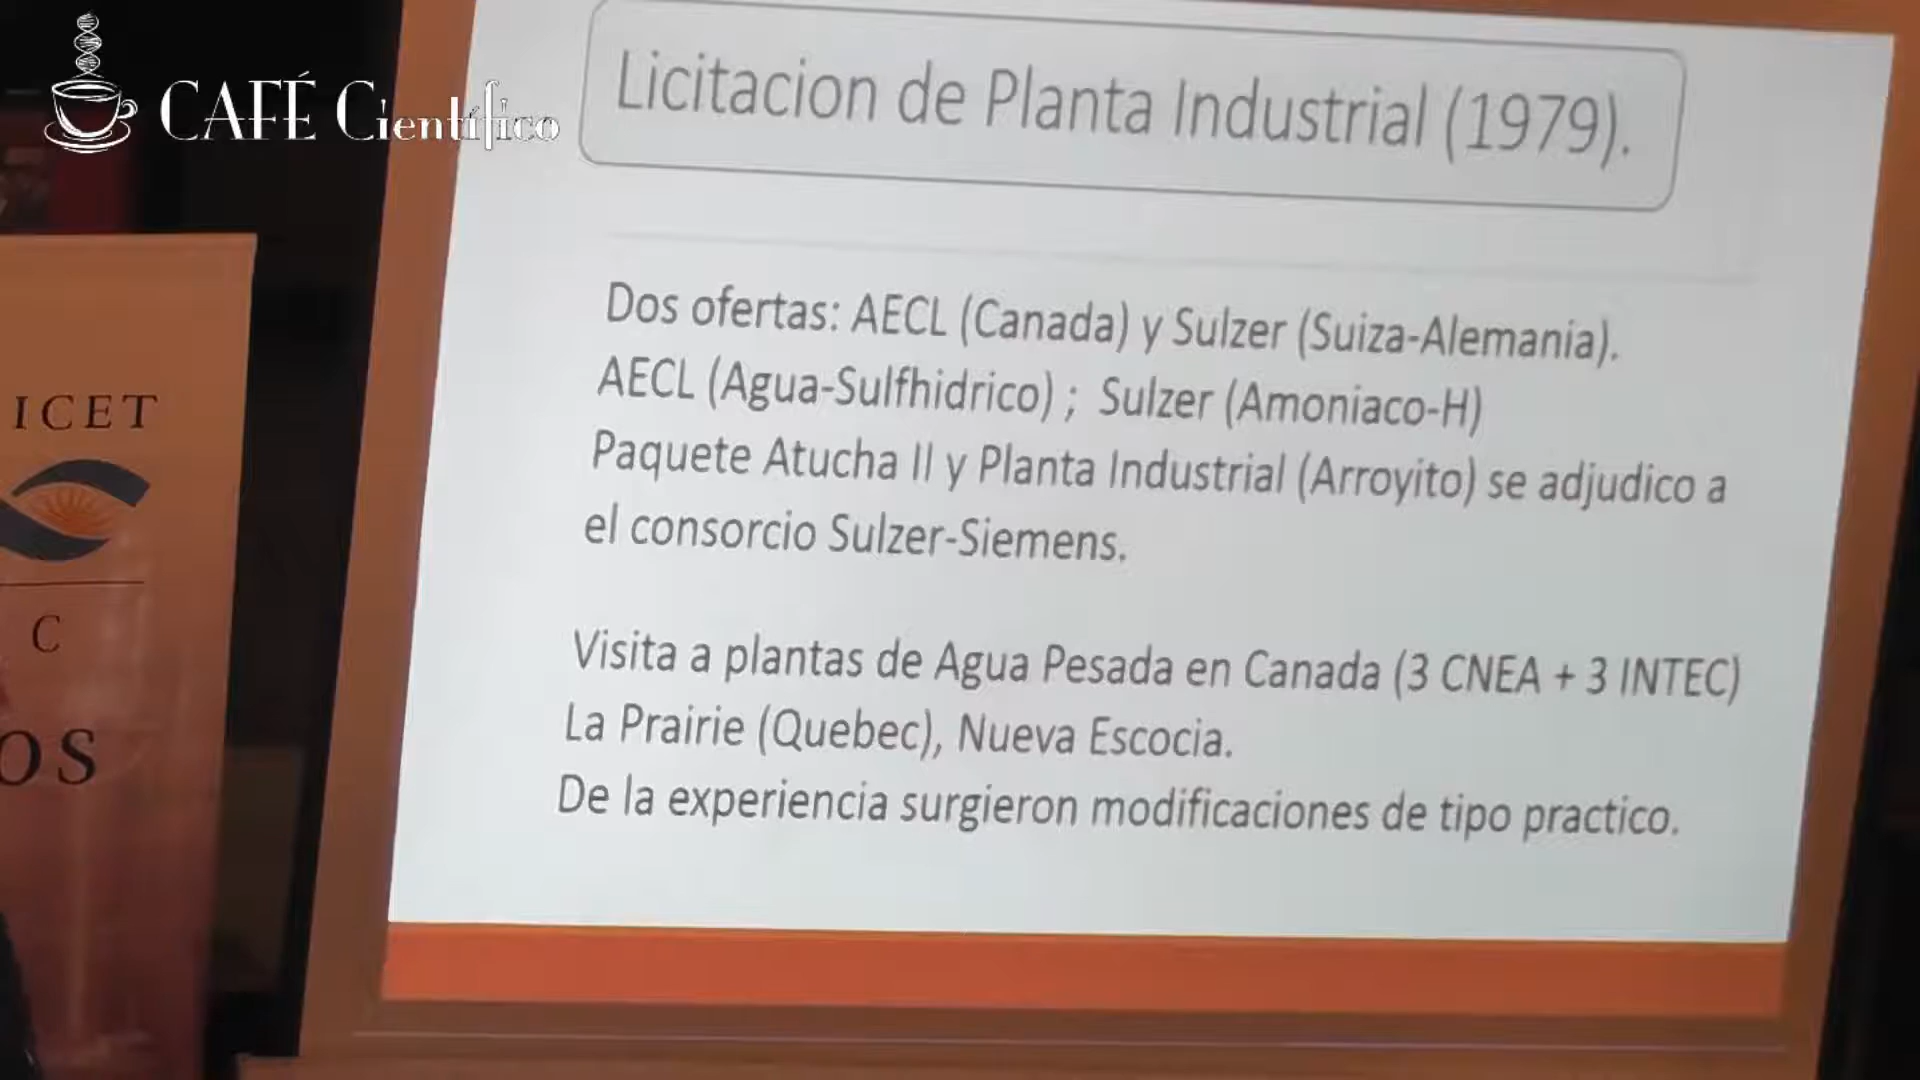 CAFÉ Científico
Licitacion de Planta Industrial (1979).
Dos ofertas: AECL (Canada) y Sulzer (Suiza-Alemania).
AECL (Agua-Sulfhidrico) ; Sulzer (Amoniaco-H)
Paquete Atucha II y Planta Industrial (Arroyito) se adjudico a
el consorcio Sulzer-Siemens.
Visita a plantas de Agua Pesada en Canada (3 CNEA + 3 INTEC)
La Prairie (Quebec), Nueva Escocia.
De la experiencia surgieron modificaciones de tipo practico.
ICET
C
OS